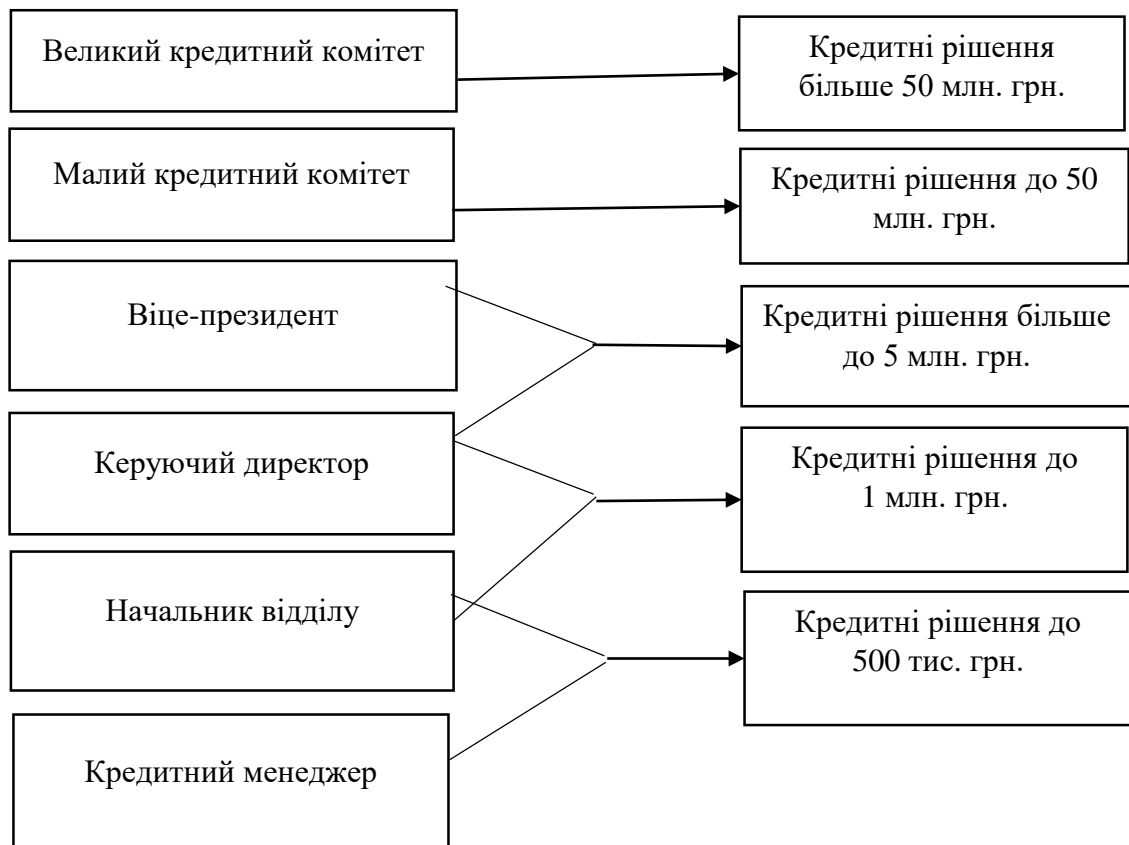 Великий кредитний комітет
Кредитні рішення
більше 50 млн. грн.
Малий кредитний комітет
Кредитні рішення до 50
млн. грн.
Віце-президент
Кредитні рішення більше
до 5 млн. грн.
Керуючий директор
Кредитні рішення до
1 млн. грн.
Начальник відділу
Кредитні рішення до
500 тис. грн.
Кредитний менеджер